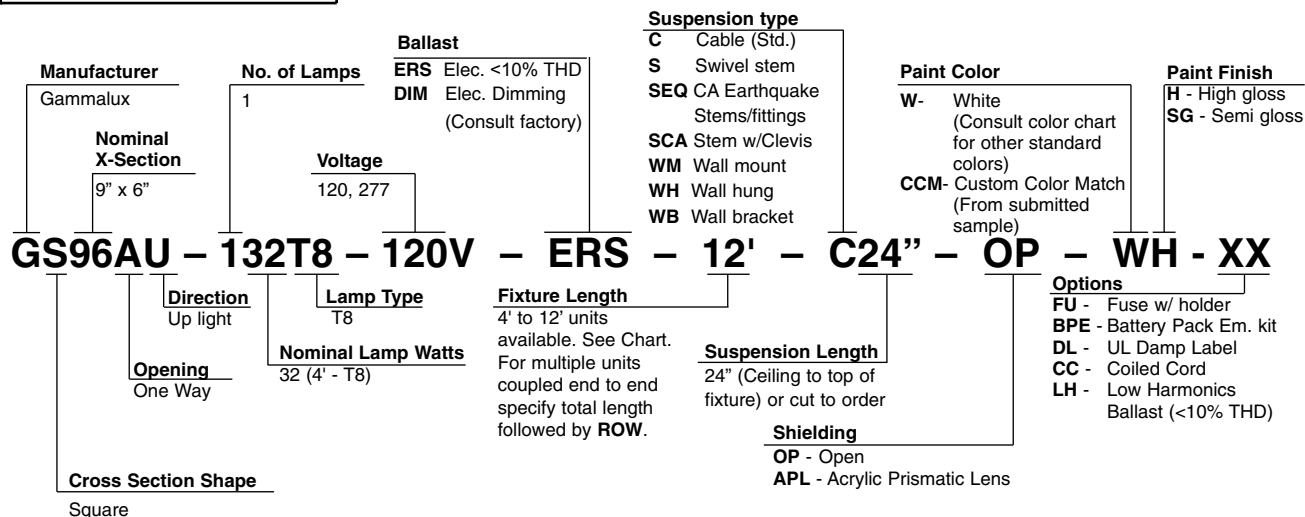 Manufacturer
Gammalux
Nominal
X-Section
9” x 6”
No. of Lamps
1
Voltage
120, 277
Ballast
ERS Elec. <10% THD
DIM Elec. Dimming
(Consult factory)
Suspension type
C Cable (Std.)
S Swivel stem
SEQ CA Earthquake
Stems/fittings
SCA Stem w/Clevis
WM Wall mount
WH Wall hung
WB Wall bracket
Paint Color
W- White
(Consult color chart
for other standard
colors)
CCM- Custom Color Match
(From submitted
sample)
Paint Finish
H - High gloss
SG - Semi gloss
GS96AU – 132T8 – 120V – ERS – 12' – C24” – OP – WH - XX
Direction
Up light
Opening
One Way
Cross Section Shape
Square
Lamp Type
T8
Nominal Lamp Watts
32 (4' - T8)
Fixture Length
4' to 12’ units
available. See Chart.
For multiple units
coupled end to end
specify total length
followed by ROW.
Suspension Length
24” (Ceiling to top of
fixture) or cut to order
Shielding
OP - Open
APL - Acrylic Prismatic Lens
Options
FU - Fuse w/ holder
BPE - Battery Pack Em. kit
DL - UL Damp Label
CC - Coiled Cord
LH - Low Harmonics
Ballast (<10% THD)